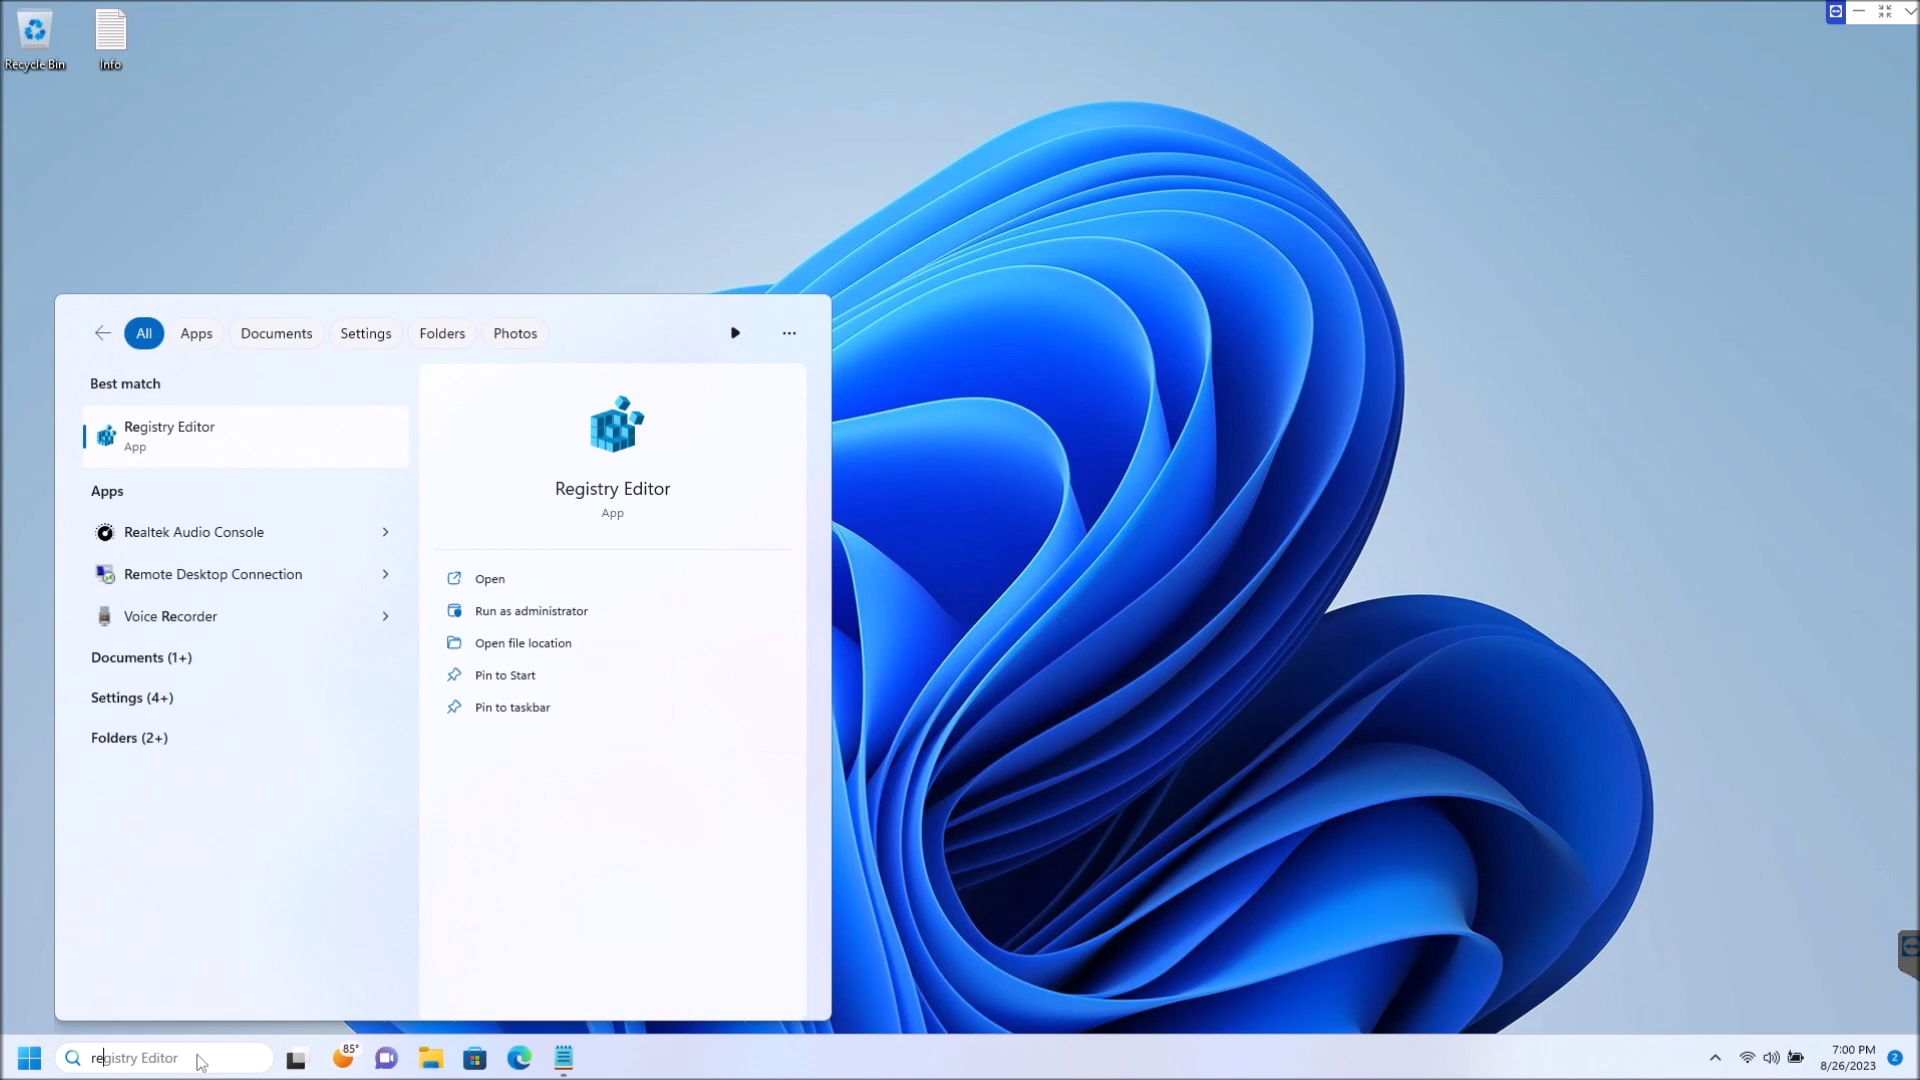 Recycle Bin
Info
All
Apps
Documents
Settings
Folders
Photos
Best match
Registry Editor
App
Apps
Realtek Audio Console
Remote Desktop Connection
Voice Recorder
Documents (1+)
Settings (4+)
Folders (2+)
Registry Editor
App
Open
Run as administrator
Open file location
Pin to Start
Pin to taskbar
registry Editor
85°
7:00 PM
8/26/2023
2